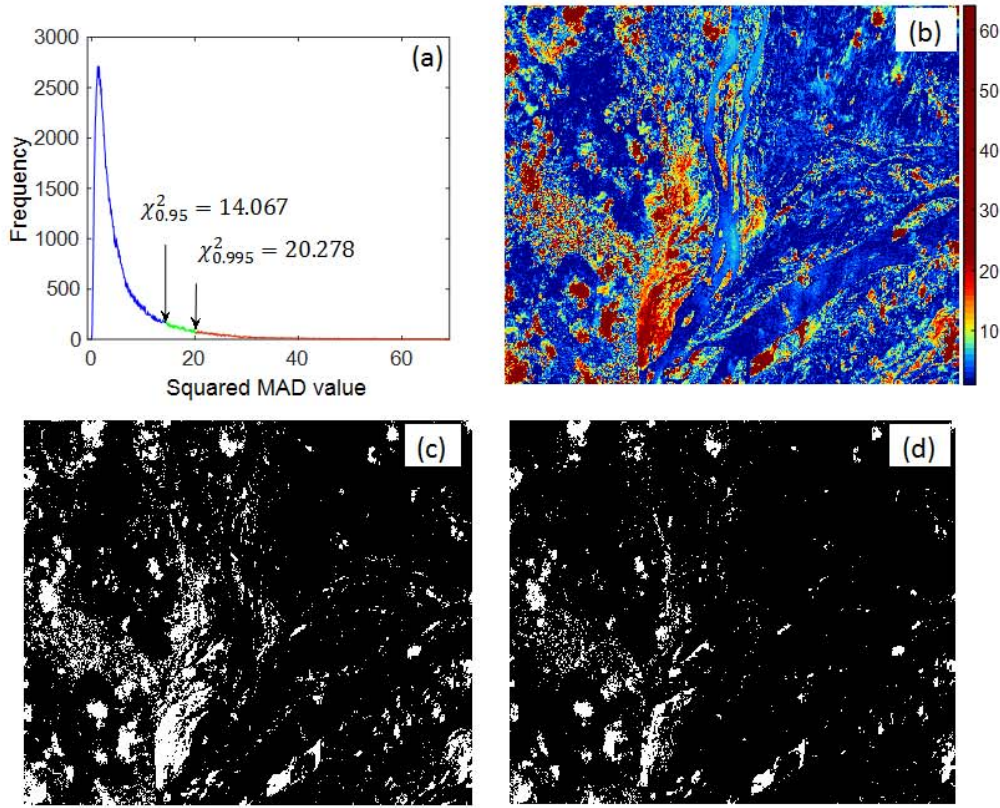 (a)
3000
2500
2000
1500
1000
500
0
Frequency
χ²0.95 = 14.067
χ²0.995 = 20.278
0 20 40 60
Squared MAD value
(b)
60
50
40
30
20
10
(c)
(d)